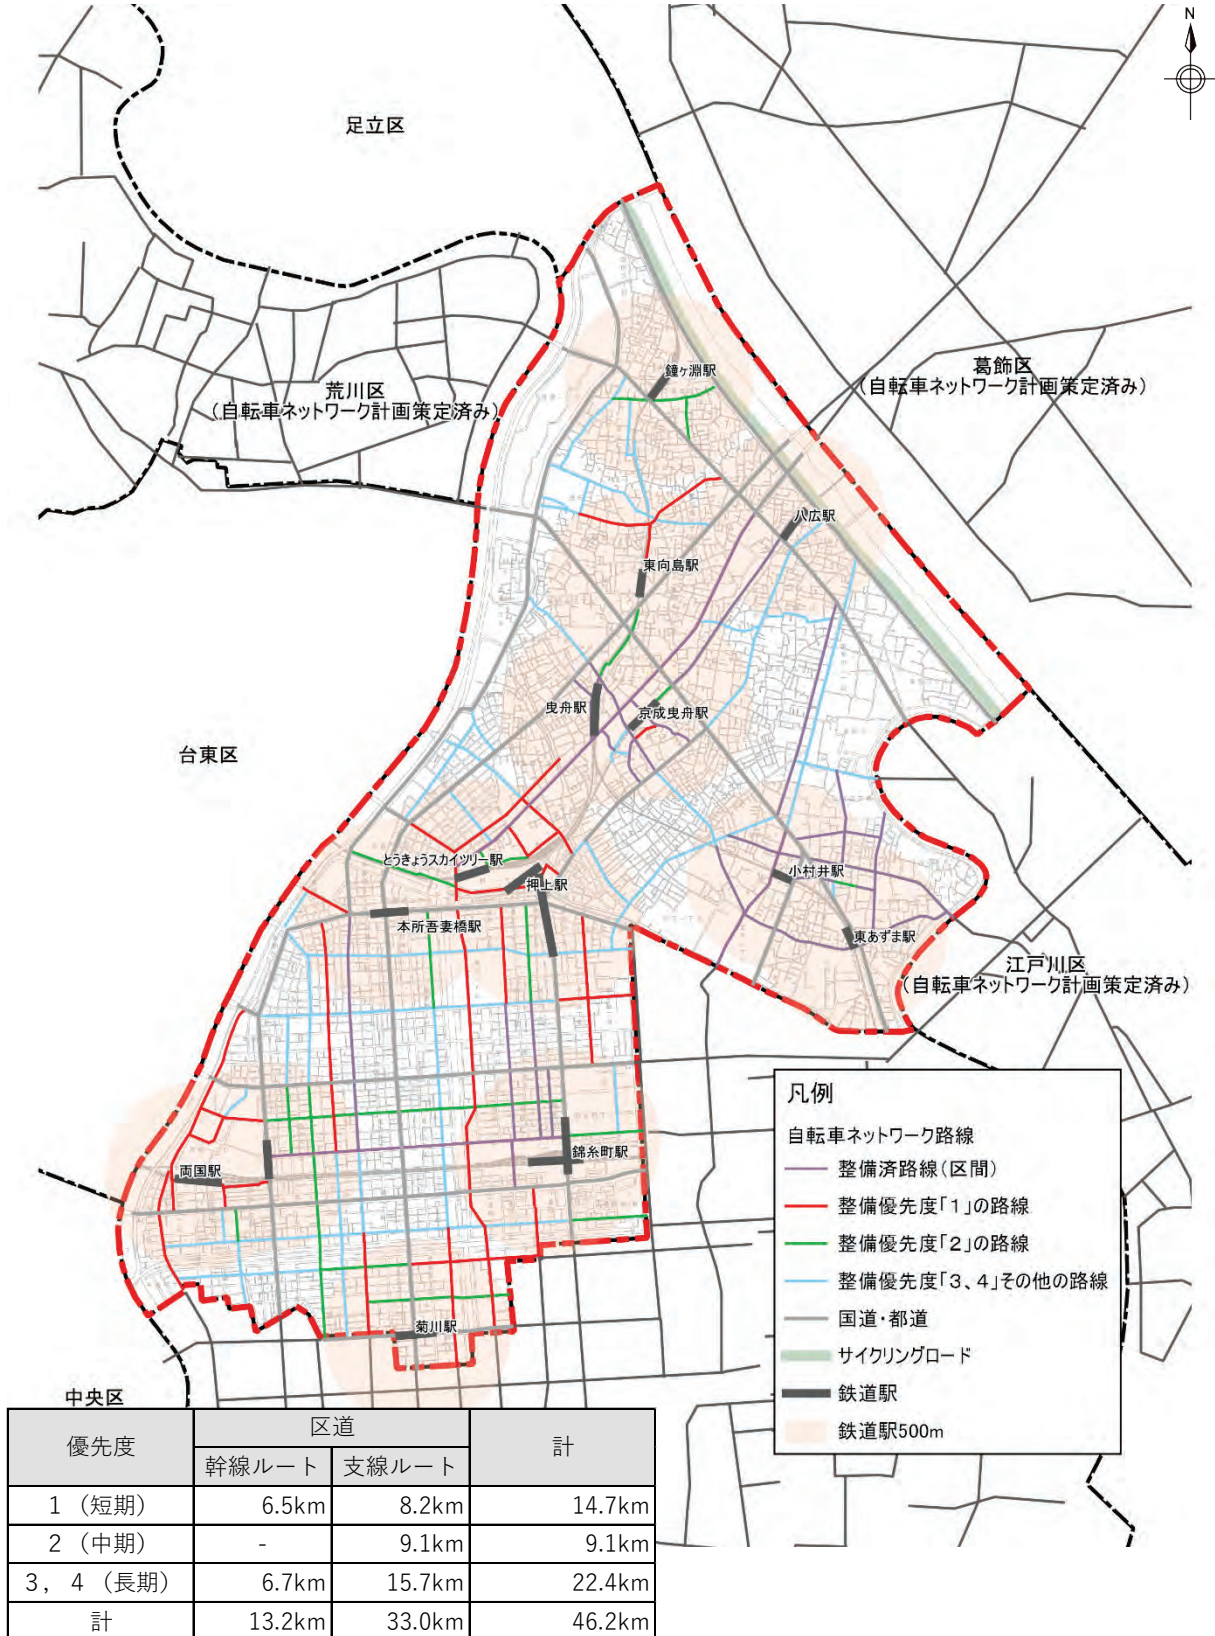 N
足立区
葛飾区
（自転車ネットワーク計画策定済み）
荒川区
（自転車ネットワーク計画策定済み）
鐘ヶ淵駅
八広駅
東向島駅
曳舟駅
京成曳舟駅
台東区
とうきょうスカイツリー駅
押上駅
小村井駅
本所吾妻橋駅
東あずま駅
江戸川区
（自転車ネットワーク計画策定済み）
両国駅
錦糸町駅
菊川駅
中央区
凡例
自転車ネットワーク路線
整備済路線（区間）
整備優先度「１」の路線
整備優先度「２」の路線
整備優先度「３、４」その他の路線
国道・都道
サイクリングロード
鉄道駅
鉄道駅500m
優先度 区道 計
幹線ルート 支線ルート
1 （短期） 6.5km 8.2km 14.7km
2 （中期） - 9.1km 9.1km
3， 4 （長期） 6.7km 15.7km 22.4km
計 13.2km 33.0km 46.2km